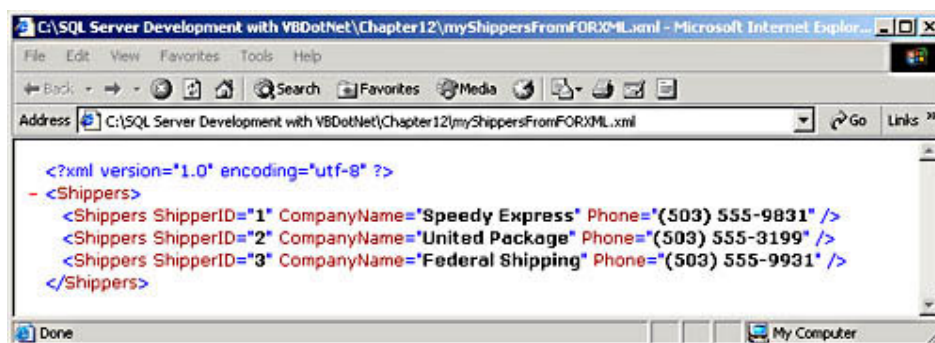 C:\SQL Server Development with VBDotNet\Chapter12\myShippersFromFORXML.xml - Microsoft Internet Explor...
File Edit View Favorites Tools Help
Back Search Favorites Media
Address C:\SQL Server Development with VBDotNet\Chapter12\myShippersFromFORXML.xml Go Links »
<?xml version="1.0" encoding="utf-8" ?>
- <Shippers>
<Shippers ShipperID="1" CompanyName="Speedy Express" Phone="(503) 555-9831" />
<Shippers ShipperID="2" CompanyName="United Package" Phone="(503) 555-3199" />
<Shippers ShipperID="3" CompanyName="Federal Shipping" Phone="(503) 555-9931" />
</Shippers>
Done My Computer